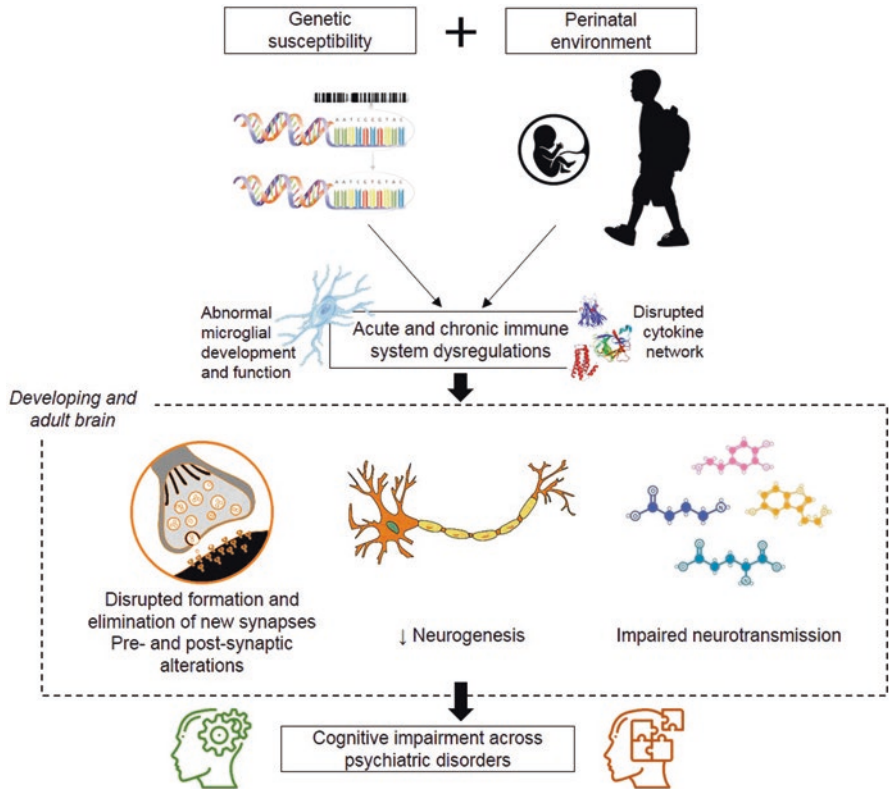 Genetic
susceptibility
+
Perinatal
environment
A A T C G C G T A C
Abnormal
microglial
development
and function
Acute and chronic immune
system dysregulations
Disrupted
cytokine
network
Developing and
adult brain
Disrupted formation and
elimination of new synapses
Pre- and post-synaptic
alterations
↓ Neurogenesis
Impaired neurotransmission
Cognitive impairment across
psychiatric disorders